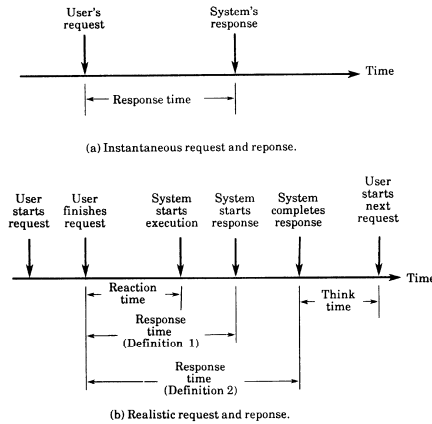 User's
request
System's
response
Time
Response time
(a) Instantaneous request and reponse.
User
starts
request
User
finishes
request
System
starts
execution
System
starts
response
System
completes
response
User
starts
next
request
Time
Reaction
time
Think
time
Response
time
(Definition 1)
Response
time
(Definition 2)
(b) Realistic request and reponse.